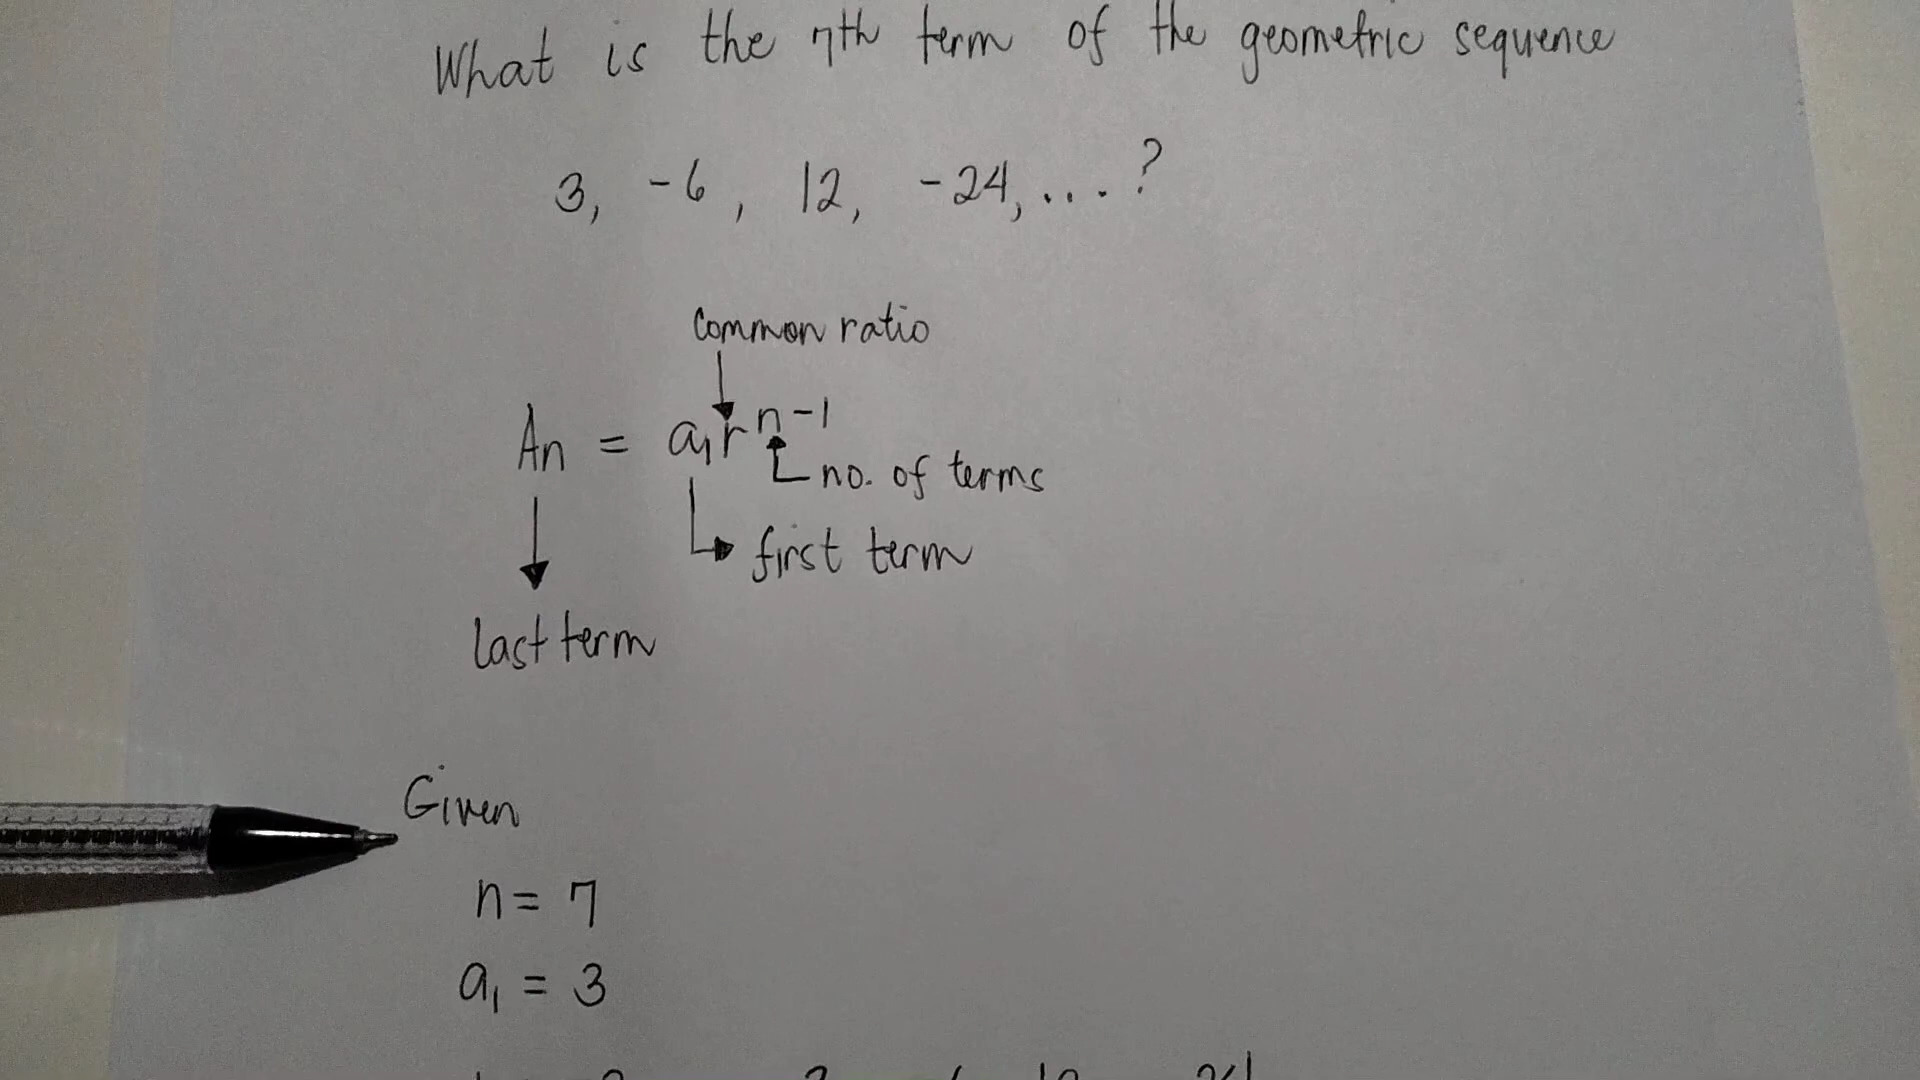 What is the 7th term of the geometric sequence
3, -6, 12, -24, ... ?
common ratio
An = a₁rⁿ⁻¹
no. of terms
first term
last term
Given
n = 7
a₁ = 3